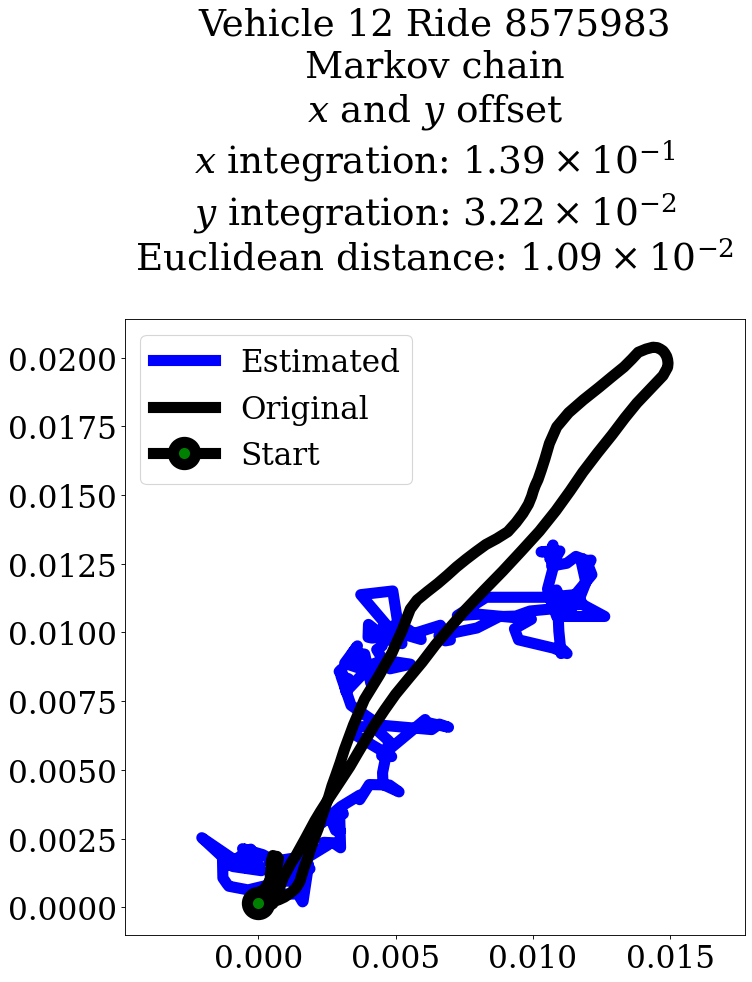 Vehicle 12 Ride 8575983
Markov chain
x and y offset
x integration: 1.39 × 10⁻¹
y integration: 3.22 × 10⁻²
Euclidean distance: 1.09 × 10⁻²
Estimated
Original
Start
0.0200
0.0175
0.0150
0.0125
0.0100
0.0075
0.0050
0.0025
0.0000
0.000 0.005 0.010 0.015